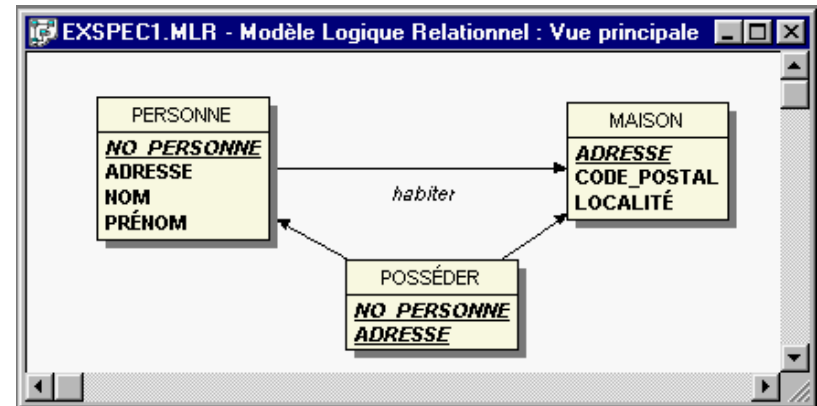 EXSPEC1.MLR - Modèle Logique Relationnel : Vue principale
PERSONNE
NO_PERSONNE
ADRESSE
NOM
PRÉNOM
habiter
MAISON
ADRESSE
CODE_POSTAL
LOCALITÉ
POSSÉDER
NO_PERSONNE
ADRESSE